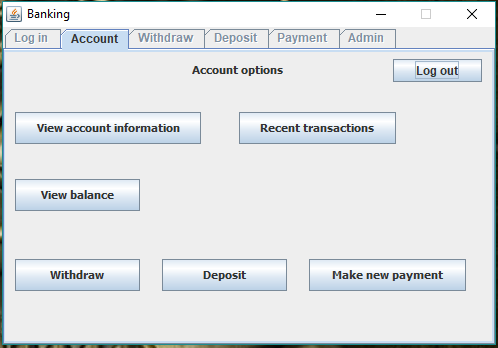 Banking
Log in Account Withdraw Deposit Payment Admin
Account options Log out
View account information Recent transactions
View balance
Withdraw Deposit Make new payment